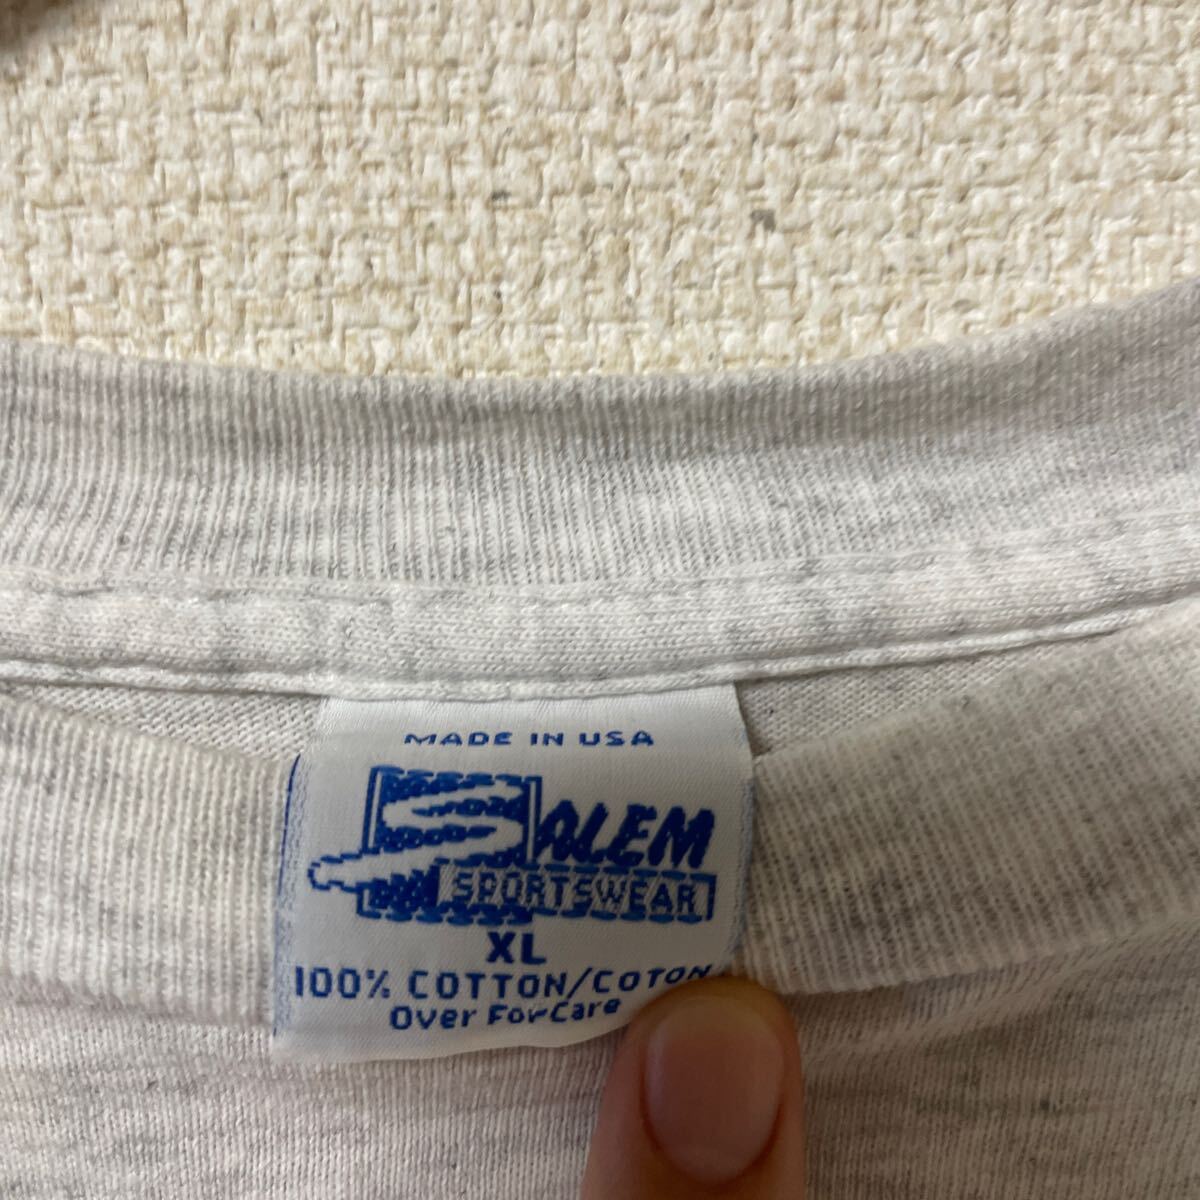 MADE IN USA
SALEM
SPORTSWEAR
XL
100% COTTON/COTON
Over For Care